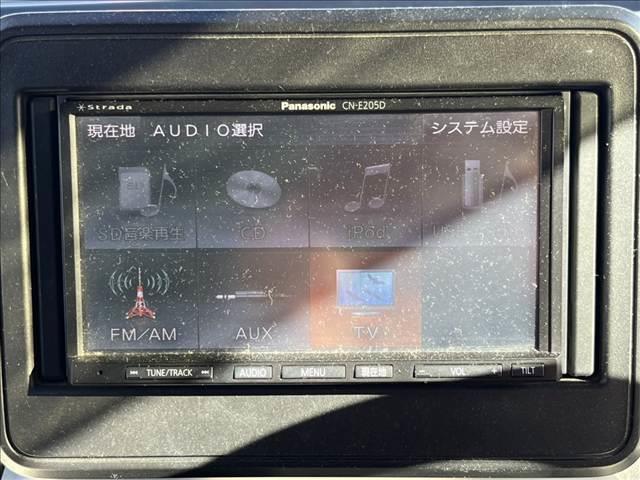 Strada Panasonic CN-E205D
現在地 AUDIO選択 システム設定
SD音楽再生 CD iPod
FM/AM AUX TV
TUNE/TRACK AUDIO MENU 現在地 - VOL + TILT